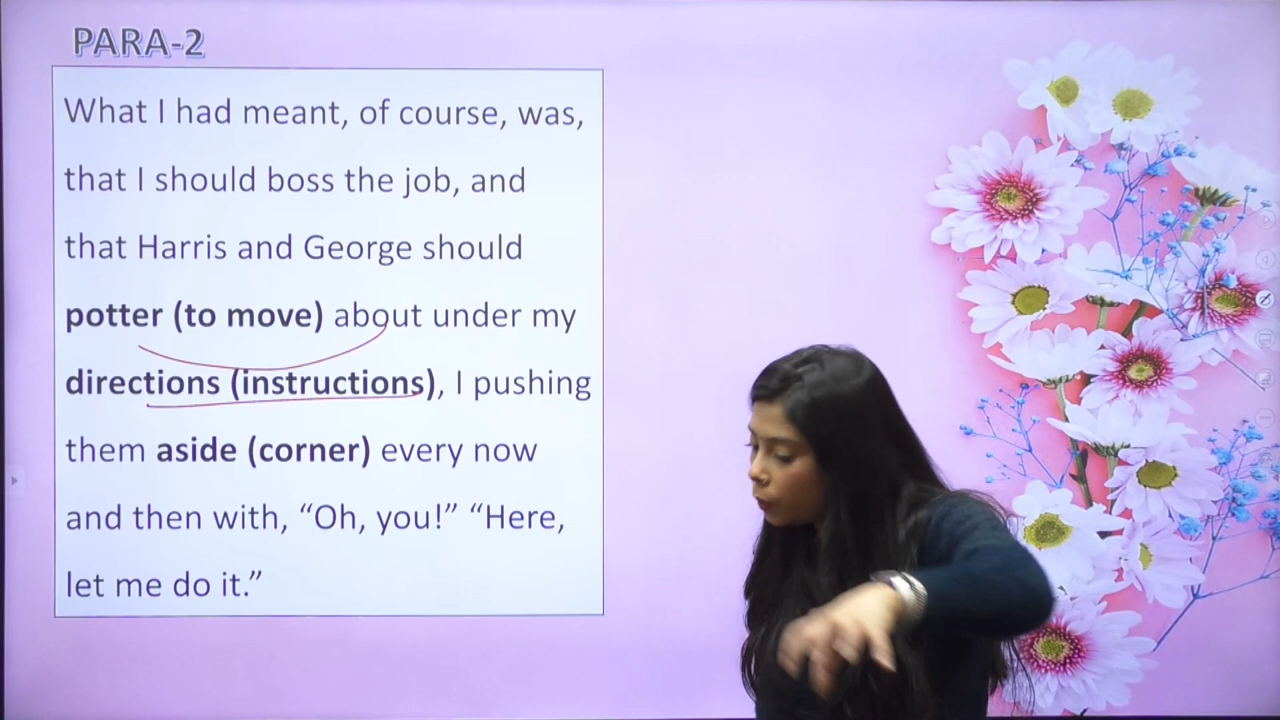 PARA-2
What I had meant, of course, was,
that I should boss the job, and
that Harris and George should
potter (to move) about under my
directions (instructions), I pushing
them aside (corner) every now
and then with, “Oh, you!” “Here,
let me do it.”